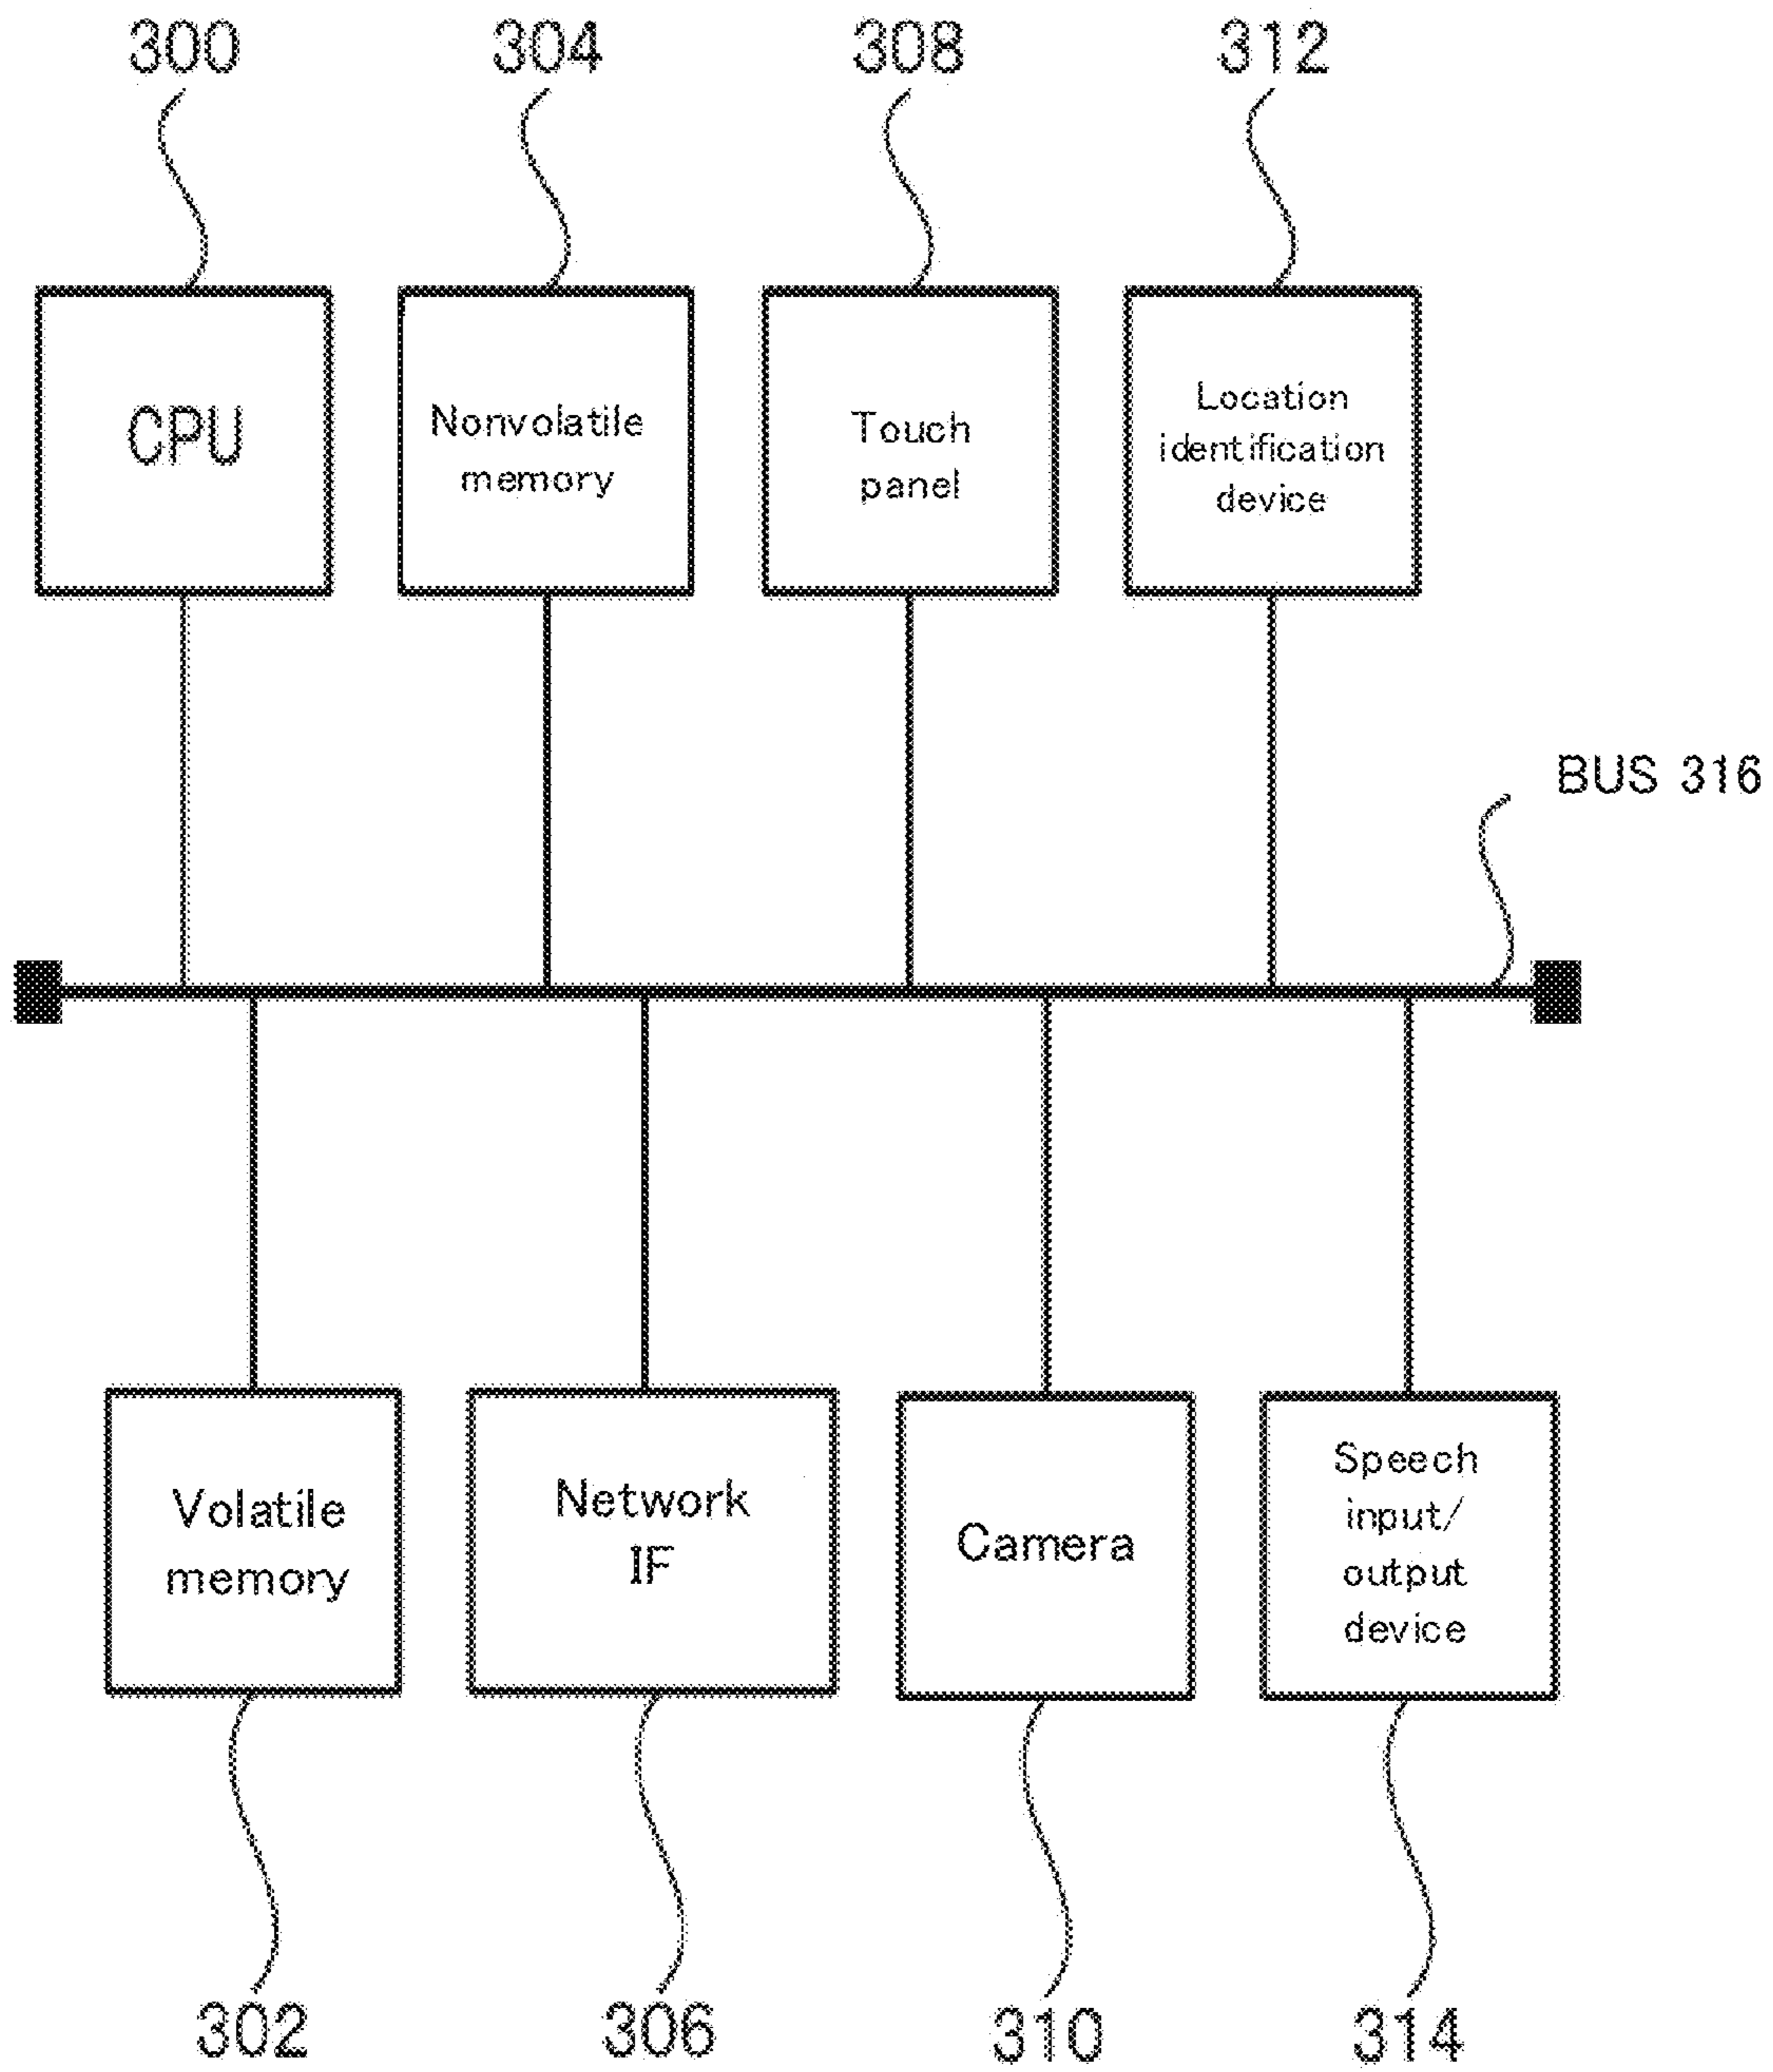 300
304
308
312
CPU
Nonvolatile
memory
Touch
panel
Location
identification
device
BUS 316
Volatile
memory
Network
IF
Camera
Speech
input/
output
device
302
306
310
314